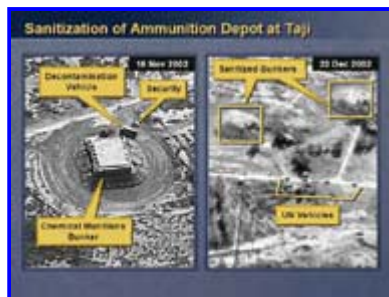 Sanitization of Ammunition Depot at Taji
10 Nov 2002
Decontamination
Vehicle
Security
Chemical Munitions
Bunker
Sanitized Bunkers
22 Dec 2002
UN Vehicles